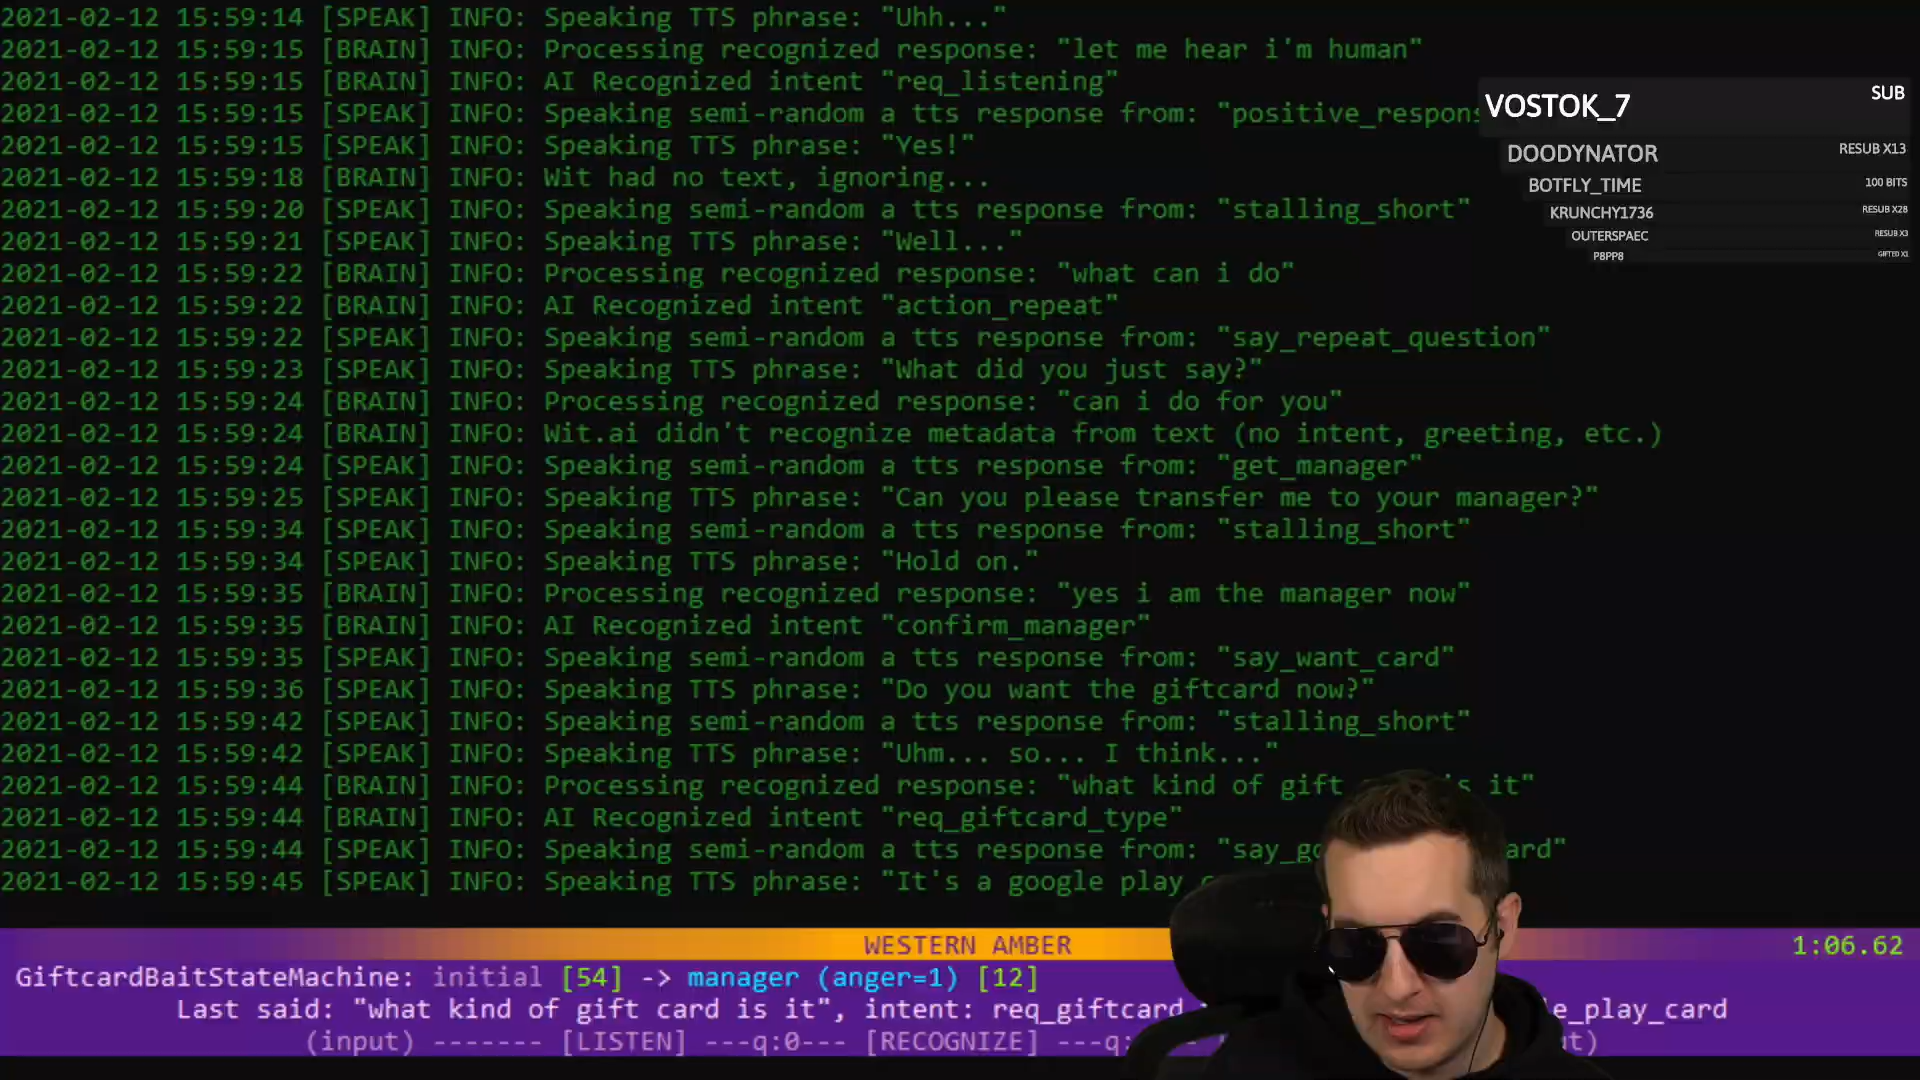 2021-02-12 15:59:14 [SPEAK] INFO: Speaking TTS phrase: "Uhh..."
2021-02-12 15:59:15 [BRAIN] INFO: Processing recognized response: "let me hear i'm human"
2021-02-12 15:59:15 [BRAIN] INFO: AI Recognized intent "req_listening"
2021-02-12 15:59:15 [SPEAK] INFO: Speaking semi-random a tts response from: "positive_respons
2021-02-12 15:59:15 [SPEAK] INFO: Speaking TTS phrase: "Yes!"
2021-02-12 15:59:18 [BRAIN] INFO: Wit had no text, ignoring...
2021-02-12 15:59:20 [SPEAK] INFO: Speaking semi-random a tts response from: "stalling_short"
2021-02-12 15:59:21 [SPEAK] INFO: Speaking TTS phrase: "Well..."
2021-02-12 15:59:22 [BRAIN] INFO: Processing recognized response: "what can i do"
2021-02-12 15:59:22 [BRAIN] INFO: AI Recognized intent "action_repeat"
2021-02-12 15:59:22 [SPEAK] INFO: Speaking semi-random a tts response from: "say_repeat_question"
2021-02-12 15:59:23 [SPEAK] INFO: Speaking TTS phrase: "What did you just say?"
2021-02-12 15:59:24 [BRAIN] INFO: Processing recognized response: "can i do for you"
2021-02-12 15:59:24 [BRAIN] INFO: Wit.ai didn't recognize metadata from text (no intent, greeting, etc.)
2021-02-12 15:59:24 [SPEAK] INFO: Speaking semi-random a tts response from: "get_manager"
2021-02-12 15:59:25 [SPEAK] INFO: Speaking TTS phrase: "Can you please transfer me to your manager?"
2021-02-12 15:59:34 [SPEAK] INFO: Speaking semi-random a tts response from: "stalling_short"
2021-02-12 15:59:34 [SPEAK] INFO: Speaking TTS phrase: "Hold on."
2021-02-12 15:59:35 [BRAIN] INFO: Processing recognized response: "yes i am the manager now"
2021-02-12 15:59:35 [BRAIN] INFO: AI Recognized intent "confirm_manager"
2021-02-12 15:59:35 [SPEAK] INFO: Speaking semi-random a tts response from: "say_want_card"
2021-02-12 15:59:36 [SPEAK] INFO: Speaking TTS phrase: "Do you want the giftcard now?"
2021-02-12 15:59:42 [SPEAK] INFO: Speaking semi-random a tts response from: "stalling_short"
2021-02-12 15:59:42 [SPEAK] INFO: Speaking TTS phrase: "Uhm... so... I think..."
2021-02-12 15:59:44 [BRAIN] INFO: Processing recognized response: "what kind of gift s it"
2021-02-12 15:59:44 [BRAIN] INFO: AI Recognized intent "req_giftcard_type"
2021-02-12 15:59:44 [SPEAK] INFO: Speaking semi-random a tts response from: "say_go ard"
2021-02-12 15:59:45 [SPEAK] INFO: Speaking TTS phrase: "It's a google play
VOSTOK_7 SUB
DOODYNATOR RESUB X13
BOTFLY_TIME 100 BITS
KRUNCHY1736 RESUB X28
OUTERSPAEC RESUB X3
P8PP8 GIFTED X1
WESTERN AMBER 1:06.62
GiftcardBaitStateMachine: initial [54] -> manager (anger=1) [12]
Last said: "what kind of gift card is it", intent: req_giftcard e_play_card
(input) ------- [LISTEN] ---q:0--- [RECOGNIZE] ---q: t)